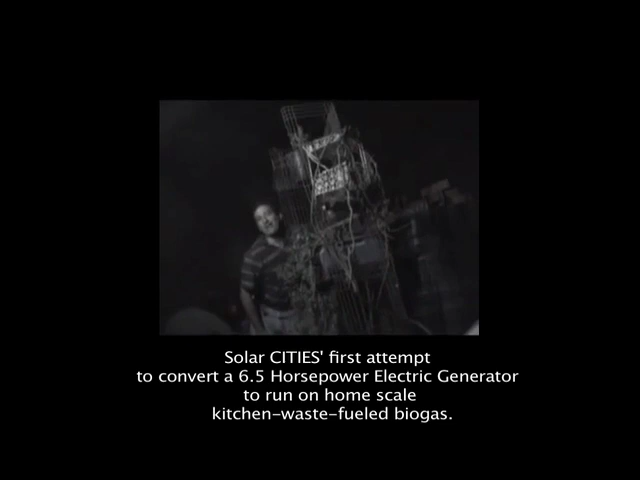 Solar CITIES' first attempt
to convert a 6.5 Horsepower Electric Generator
to run on home scale
kitchen-waste-fueled biogas.